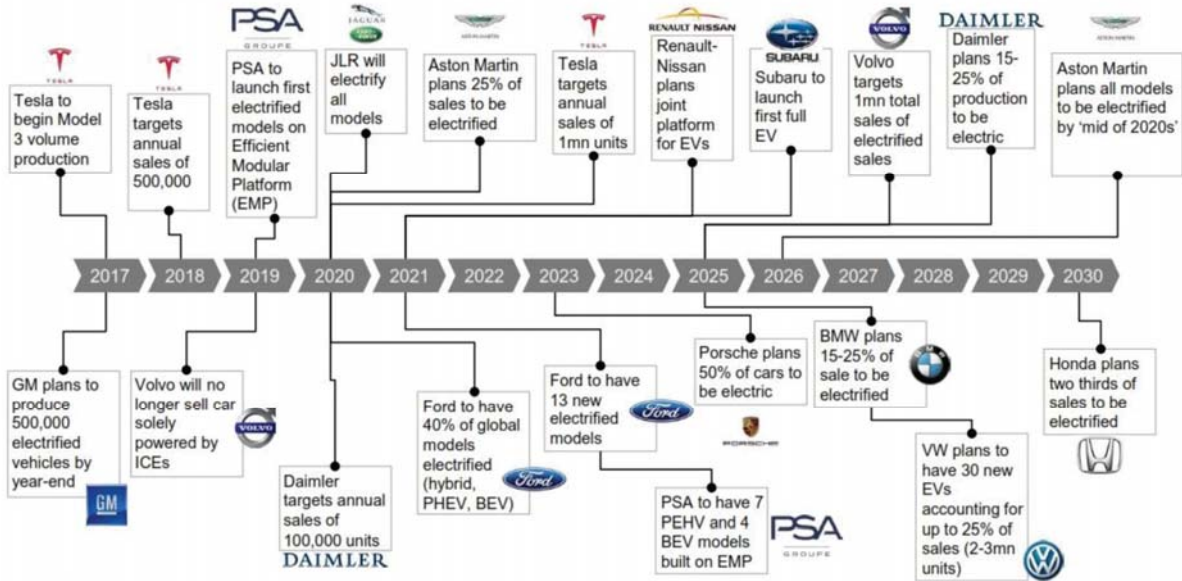 TESLA
Tesla to
begin Model
3 volume
production
TESLA
Tesla
targets
annual
sales of
500,000
PSA
GROUPE
PSA to
launch first
electrified
models on
Efficient
Modular
Platform
(EMP)
JAGUAR
JLR will
electrify
all
models
ASTON MARTIN
Aston Martin
plans 25% of
sales to be
electrified
TESLA
Tesla
targets
annual
sales of
1mn units
RENAULT NISSAN
Renault-
Nissan
plans joint
platform
for EVs
SUBARU
Subaru to
launch
first full
EV
VOLVO
Volvo
targets
1mn total
sales of
electrified
sales
DAIMLER
Daimler
plans 15-
25% of
production
to be
electric
ASTON MARTIN
Aston Martin
plans all models
to be electrified
by ‘mid of 2020s’
2017 2018 2019 2020 2021 2022 2023 2024 2025 2026 2027 2028 2029 2030
GM plans to
produce
500,000
electrified
vehicles by
year-end
GM
Volvo will no
longer sell car
solely
powered by
ICEs
VOLVO
Daimler
targets annual
sales of
100,000 units
DAIMLER
Ford to have
40% of global
models
electrified
(hybrid,
PHEV, BEV)
Ford
Ford to have
13 new
electrified
models
Ford
PSA to have 7
PEHV and 4
BEV models
built on EMP
PSA
GROUPE
Porsche plans
50% of cars to
be electric
PORSCHE
BMW plans
15-25% of
sale to be
electrified
BMW
VW plans to
have 30 new
EVs
accounting for
up to 25% of
sales (2-3mn
units)
Honda plans
two thirds of
sales to be
electrified